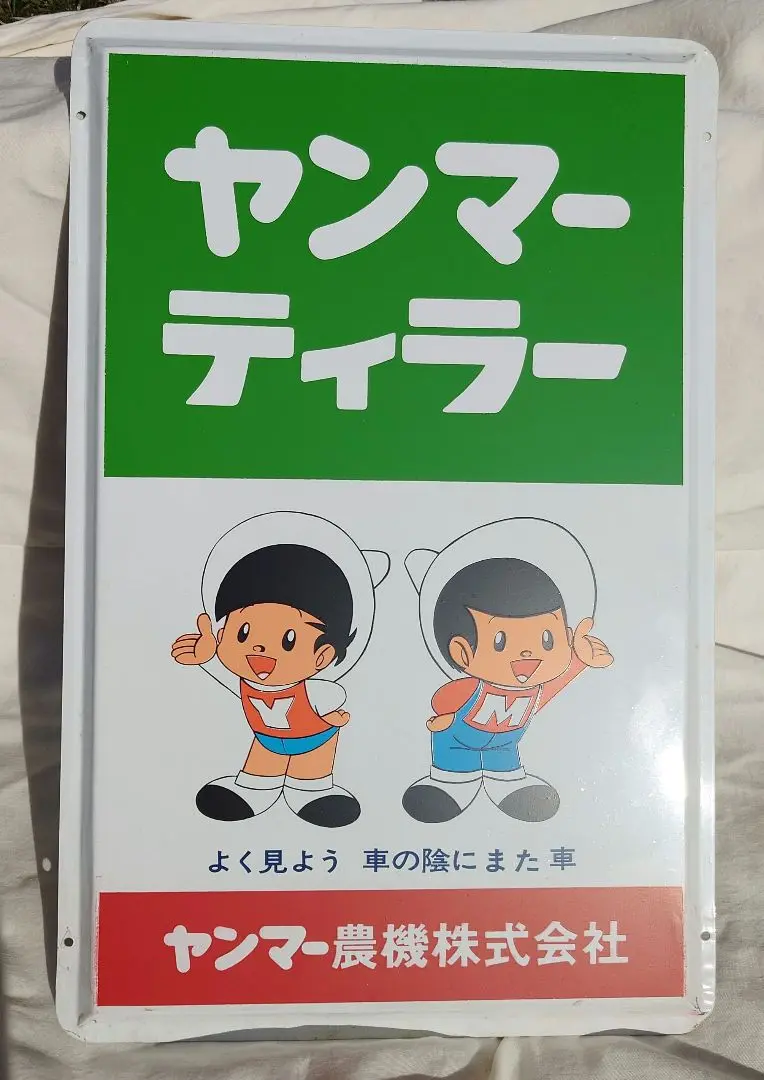 ヤンマー
ティラー
Y
M
よく見よう 車の陰にまた車
ヤンマー農機株式会社